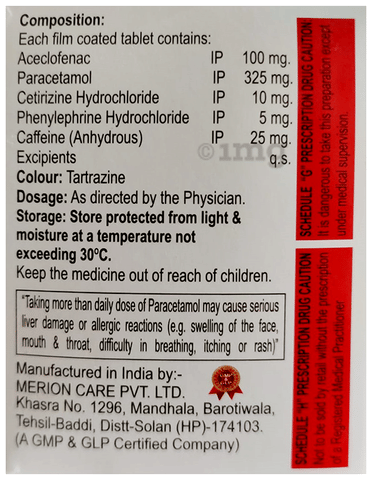 Composition:
Each film coated tablet contains:
Aceclofenac IP 100 mg.
Paracetamol IP 325 mg.
Cetirizine Hydrochloride IP 10 mg.
Phenylephrine Hydrochloride IP 5 mg.
Caffeine (Anhydrous) IP 25 mg.
Excipients q.s.
Colour: Tartrazine
Dosage: As directed by the Physician.
Storage: Store protected from light &
moisture at a temperature not
exceeding 30ºC.
Keep the medicine out of reach of children.
"Taking more than daily dose of Paracetamol may cause serious
liver damage or allergic reactions (e.g. swelling of the face,
mouth & throat, difficulty in breathing, itching or rash)"
Manufactured in India by:-
MERION CARE PVT. LTD.
Khasra No. 1296, Mandhala, Barotiwala,
Tehsil-Baddi, Distt-Solan (HP)-174103.
(A GMP & GLP Certified Company)
SCHEDULE "G" PRESCRIPTION DRUG CAUTION
It is dangerous to take this preparation except
under medical supervision.
SCHEDULE "H" PRESCRIPTION DRUG CAUTION
Not to be sold by retail without the prescription
of a Registered Medical Practitioner
© 1mg